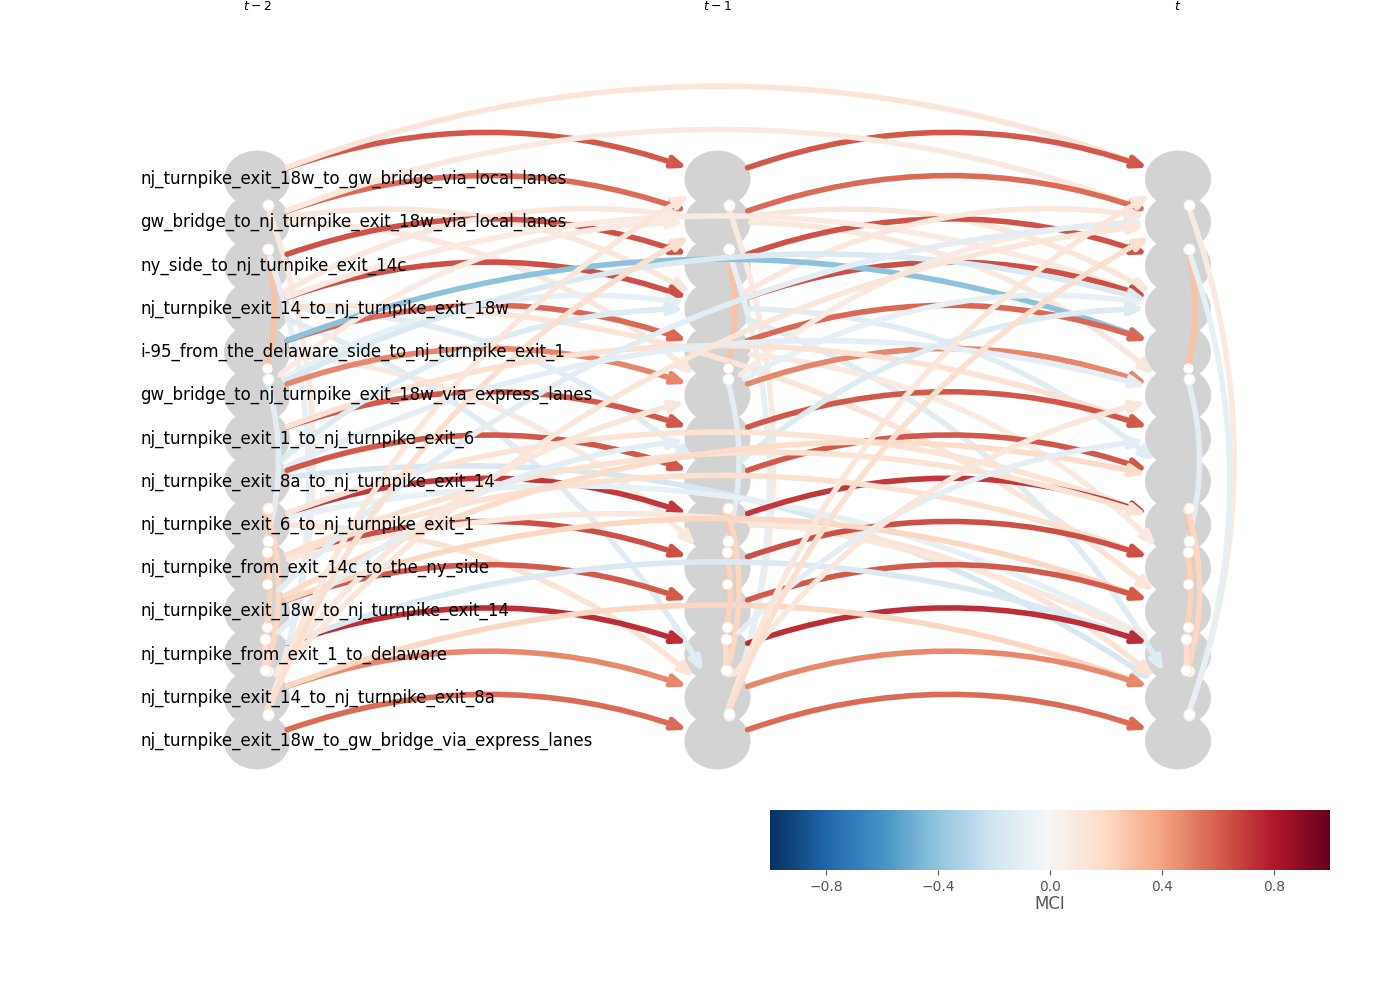 t − 2 t − 1 t
nj_turnpike_exit_18w_to_gw_bridge_via_local_lanes
gw_bridge_to_nj_turnpike_exit_18w_via_local_lanes
ny_side_to_nj_turnpike_exit_14c
nj_turnpike_exit_14_to_nj_turnpike_exit_18w
i-95_from_the_delaware_side_to_nj_turnpike_exit_1
gw_bridge_to_nj_turnpike_exit_18w_via_express_lanes
nj_turnpike_exit_1_to_nj_turnpike_exit_6
nj_turnpike_exit_8a_to_nj_turnpike_exit_14
nj_turnpike_exit_6_to_nj_turnpike_exit_1
nj_turnpike_from_exit_14c_to_the_ny_side
nj_turnpike_exit_18w_to_nj_turnpike_exit_14
nj_turnpike_from_exit_1_to_delaware
nj_turnpike_exit_14_to_nj_turnpike_exit_8a
nj_turnpike_exit_18w_to_gw_bridge_via_express_lanes
−0.8 −0.4 0.0 0.4 0.8
MCI